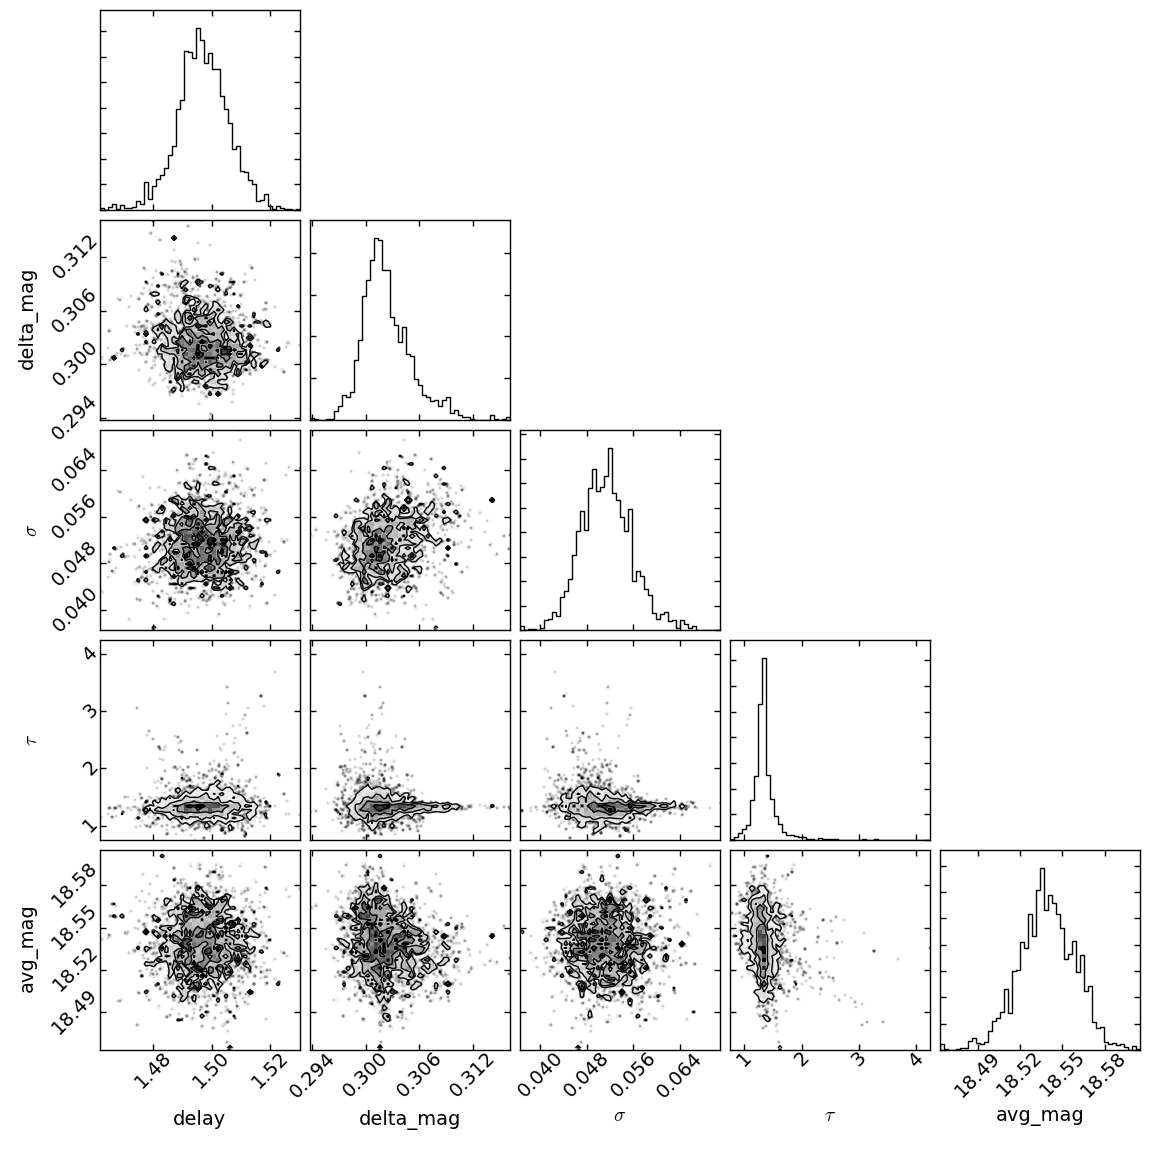 0.312
0.306
0.300
0.294
delta_mag
0.064
0.056
0.048
0.040
σ
4
3
2
1
τ
18.58
18.55
18.52
18.49
avg_mag
1.48 1.50 1.52
0.294 0.300 0.306 0.312
0.040 0.048 0.056 0.064
1 2 3 4
18.49 18.52 18.55 18.58
delay delta_mag σ τ avg_mag